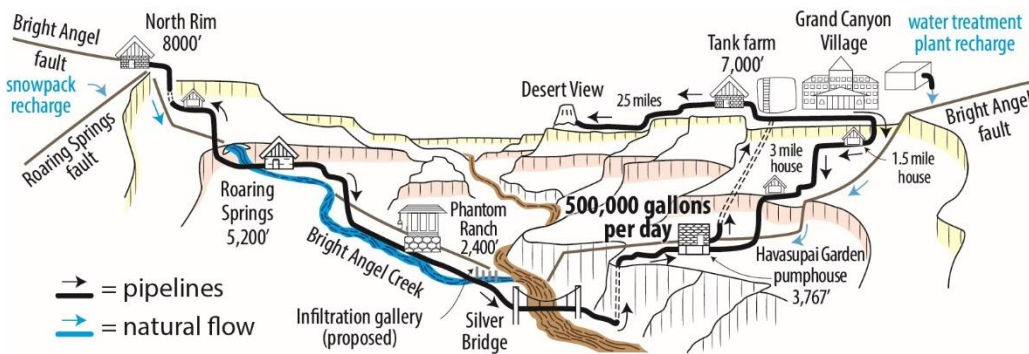 North Rim
8000’
Bright Angel
fault
snowpack
recharge
Roaring Springs
fault
Roaring
Springs
5,200’
Bright Angel Creek
Phantom
Ranch
2,400’
Infiltration gallery
(proposed)
Silver
Bridge
Desert View
25 miles
Tank farm
7,000’
Grand Canyon
Village
water treatment
plant recharge
Bright Angel
fault
3 mile
house
1.5 mile
house
500,000 gallons
per day
Havasupai Garden
pumphouse
3,767’
= pipelines
= natural flow